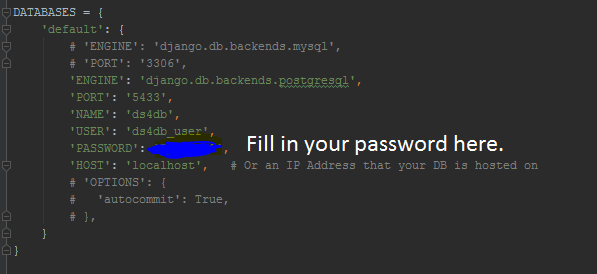 DATABASES = {
'default': {
# 'ENGINE': 'django.db.backends.mysql',
# 'PORT': '3306',
'ENGINE': 'django.db.backends.postgresql',
'PORT': '5433',
'NAME': 'ds4db',
'USER': 'ds4db_user',
'PASSWORD': ', Fill in your password here.
'HOST': 'localhost', # Or an IP Address that your DB is hosted on
# 'OPTIONS': {
# 'autocommit': True,
# },
}
}